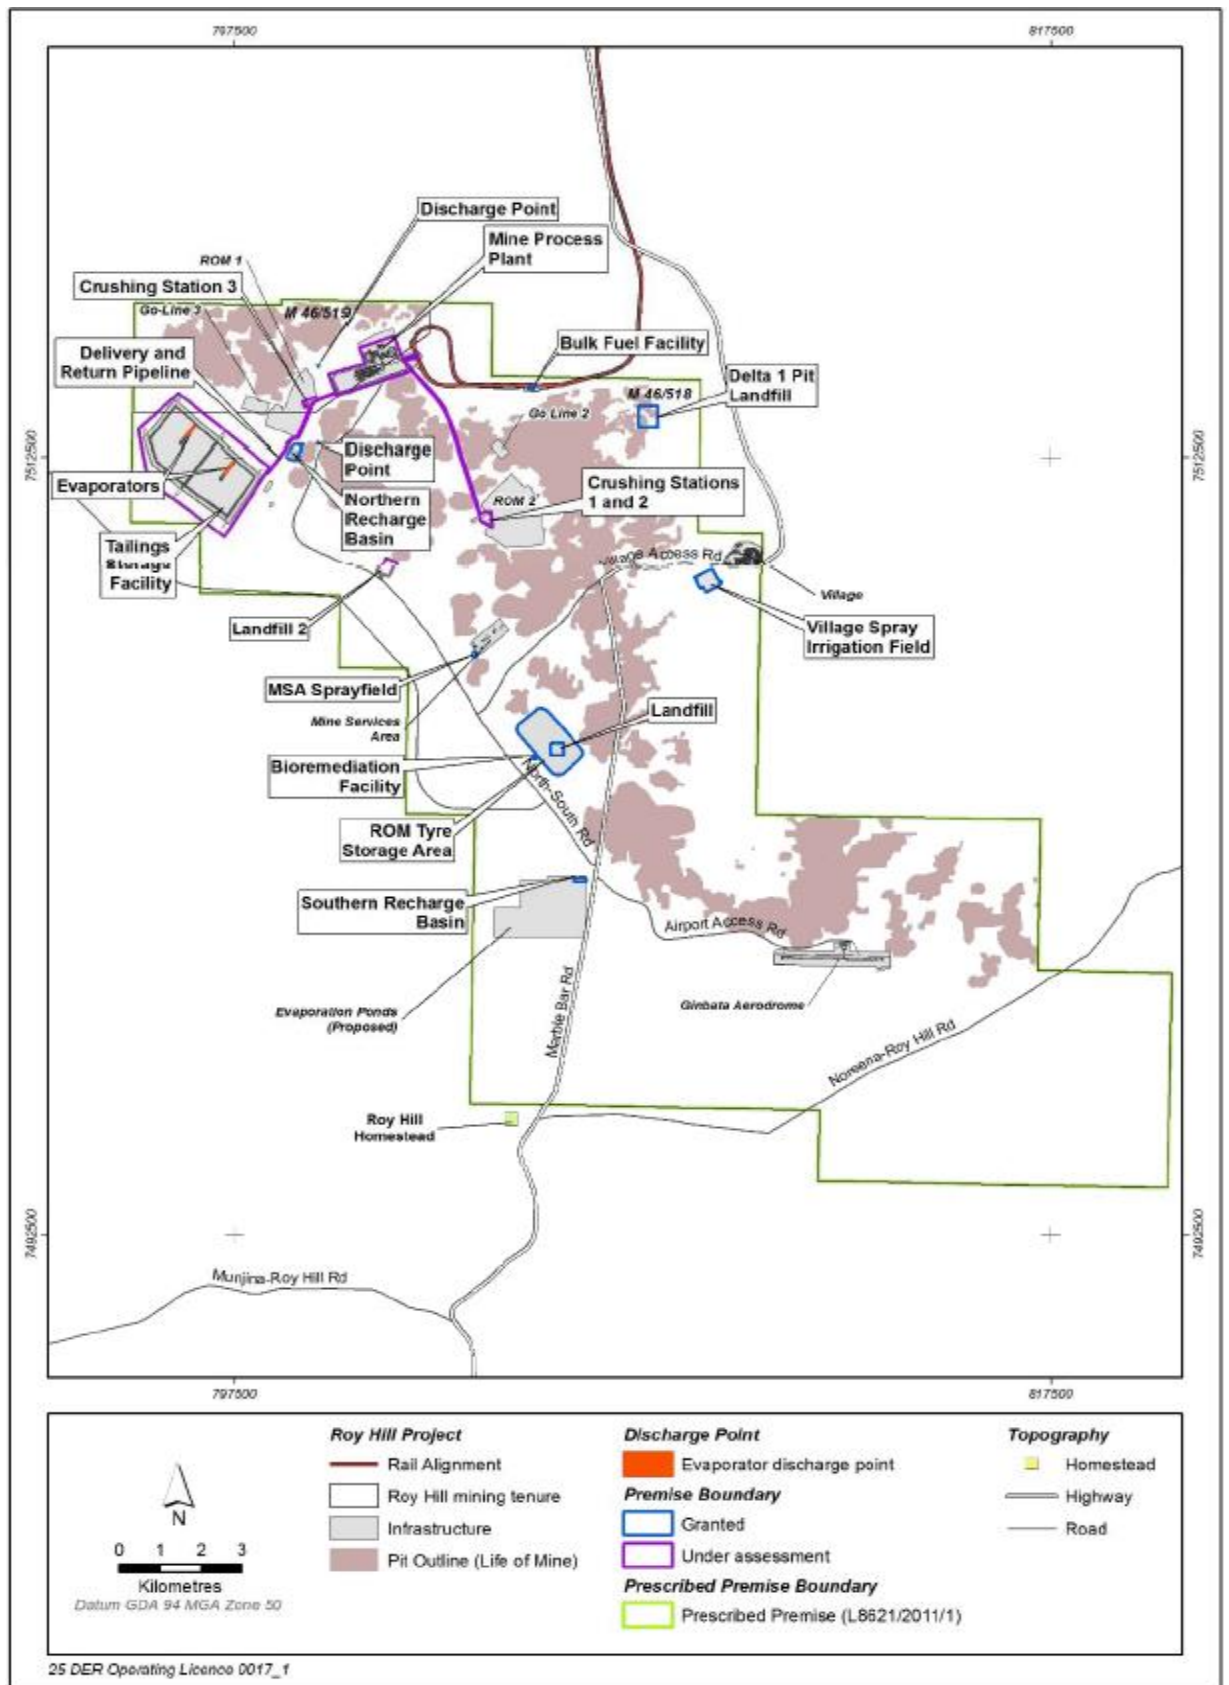 797500
817500
Discharge Point
Mine Process
Plant
ROM 1
Crushing Station 3
Go-Line 3
M 46/519
Delivery and
Return Pipeline
Bulk Fuel Facility
Delta 1 Pit
Landfill
M 46/518
Go Line 2
7512500
7512500
Discharge
Point
Evaporators
Crushing Stations
1 and 2
ROM 2
Northern
Recharge
Basin
Tailings
Storage
Facility
Village Access Rd
Village
Landfill 2
Village Spray
Irrigation Field
MSA Sprayfield
Landfill
Mine Services
Area
Bioremediation
Facility
North-South Rd
ROM Tyre
Storage Area
Southern Recharge
Basin
Airport Access Rd
Evaporation Ponds
(Proposed)
Marble Bar Rd
Ginbata Aerodrome
Noreena-Roy Hill Rd
Roy Hill
Homestead
7492500
7492500
Munjina-Roy Hill Rd
797500
817500
N
0 1 2 3
Kilometres
Datum GDA 94 MGA Zone 50
Roy Hill Project
Rail Alignment
Roy Hill mining tenure
Infrastructure
Pit Outline (Life of Mine)
Discharge Point
Evaporator discharge point
Premise Boundary
Granted
Under assessment
Prescribed Premise Boundary
Prescribed Premise (L8621/2011/1)
Topography
Homestead
Highway
Road
25 DER Operating Licence 0017_1